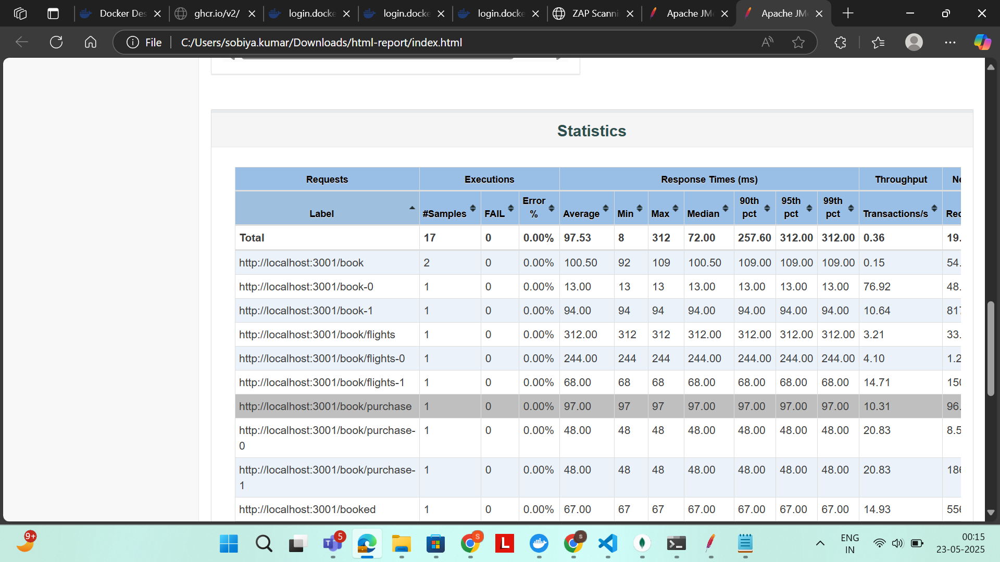 Docker Des
ghcr.io/v2/
login.docke
login.docke
login.docke
ZAP Scanni
Apache JMe
Apache JMe
File C:/Users/sobiya.kumar/Downloads/html-report/index.html
Statistics
Requests Executions Response Times (ms) Throughput Ne
Label #Samples FAIL Error % Average Min Max Median 90th pct 95th pct 99th pct Transactions/s Rec
Total 17 0 0.00% 97.53 8 312 72.00 257.60 312.00 312.00 0.36 19.
http://localhost:3001/book 2 0 0.00% 100.50 92 109 100.50 109.00 109.00 109.00 0.15 54.
http://localhost:3001/book-0 1 0 0.00% 13.00 13 13 13.00 13.00 13.00 13.00 76.92 48.
http://localhost:3001/book-1 1 0 0.00% 94.00 94 94 94.00 94.00 94.00 94.00 10.64 817
http://localhost:3001/book/flights 1 0 0.00% 312.00 312 312 312.00 312.00 312.00 312.00 3.21 33.
http://localhost:3001/book/flights-0 1 0 0.00% 244.00 244 244 244.00 244.00 244.00 244.00 4.10 1.2
http://localhost:3001/book/flights-1 1 0 0.00% 68.00 68 68 68.00 68.00 68.00 68.00 14.71 150
http://localhost:3001/book/purchase 1 0 0.00% 97.00 97 97 97.00 97.00 97.00 97.00 10.31 96.
http://localhost:3001/book/purchase- 1 0 0.00% 48.00 48 48 48.00 48.00 48.00 48.00 20.83 8.5
0
http://localhost:3001/book/purchase- 1 0 0.00% 48.00 48 48 48.00 48.00 48.00 48.00 20.83 186
1
http://localhost:3001/booked 1 0 0.00% 67.00 67 67 67.00 67.00 67.00 67.00 14.93 556
9+
5
S
L
S
ENG
IN
00:15
23-05-2025